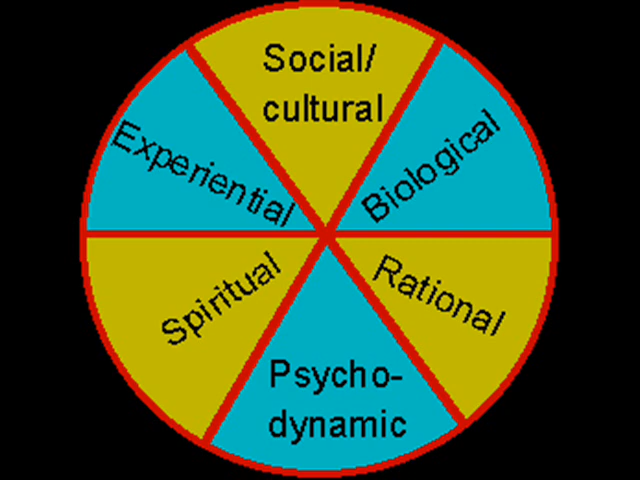 Social/
cultural
Biological
Rational
Psycho-
dynamic
Spiritual
Experiential